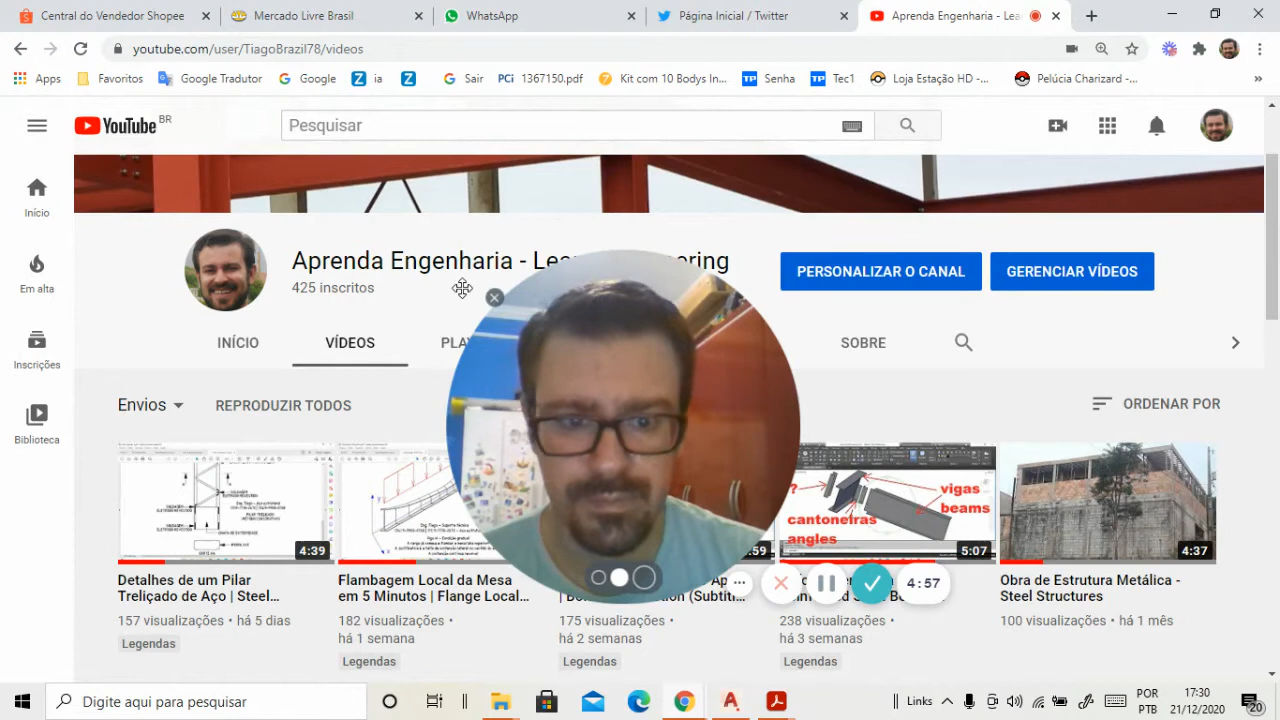 Centro de educação do vende
Mercado Livre Brasil
WhatsApp
Página Inicial / Twitter
Aprenda Engenharia - Lea
youtube.com/user/TiagoBrazil78/videos
Apps Favoritos Google Tradutor Google ia Sair PCi 1367150.pdf Kit com 10 Bodys In... TP Senha TP Tec1 Loja Estação HD -... Pelúcia Charizard -... »
YouTube BR
Pesquisar
Início
Em alta
Inscrições
Biblioteca
Aprenda Engenharia - Lea
425 inscritos
PERSONALIZAR O CANAL
GERENCIAR VÍDEOS
INÍCIO VÍDEOS SOBRE
Envios REPRODUZIR TODOS ORDENAR POR
4:39
?
cantoneiras
angles
vigas
beams
5:07
4:37
Detalhes de um Pilar
Treliçado de Aço | Steel...
157 visualizações • há 5 dias
Legendas
Flambagem Local da Mesa
em 5 Minutos | Flange Local...
182 visualizações •
há 1 semana
Legendas
175 visualizações •
há 2 semanas
Legendas
238 visualizações •
há 3 semanas
Legendas
Obra de Estrutura Metálica -
Steel Structures
100 visualizações • há 1 mês
4:57
Digite aqui para pesquisar
Links
POR
PTB
17:30
21/12/2020
20